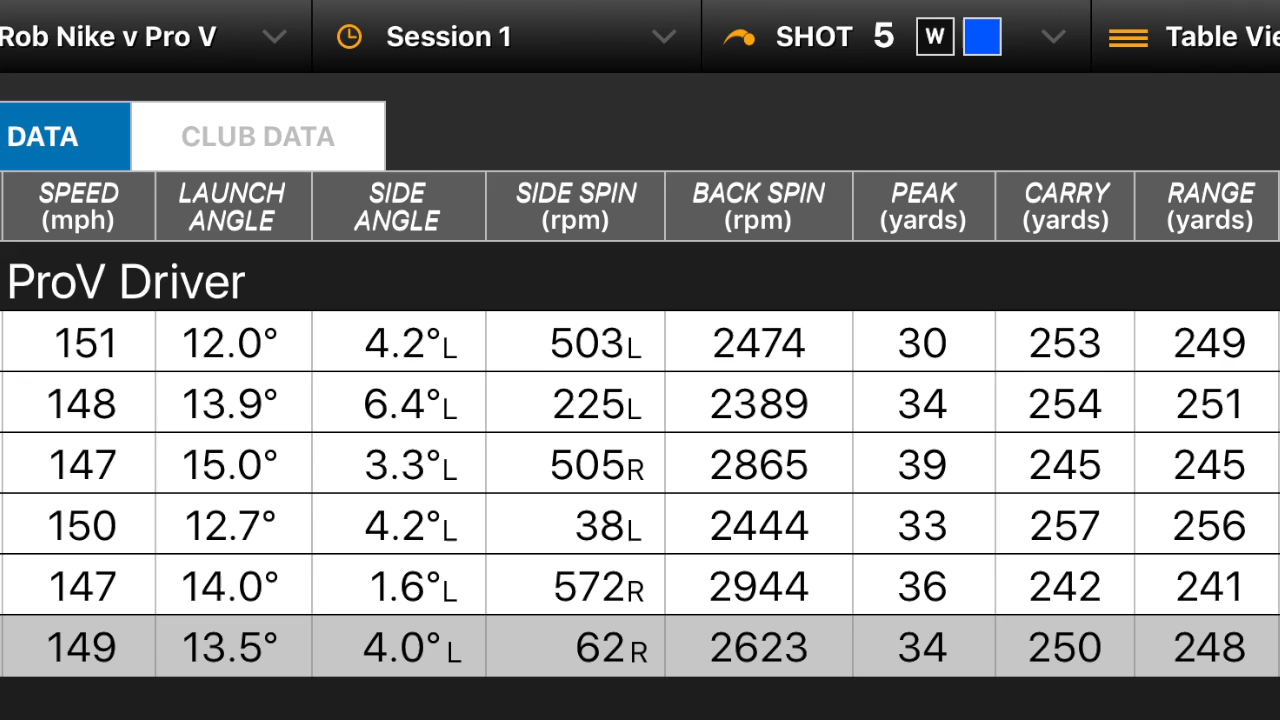 Rob Nike v Pro V Session 1 SHOT 5 W Table Vie
DATA CLUB DATA
SPEED (mph) LAUNCH ANGLE SIDE ANGLE SIDE SPIN (rpm) BACK SPIN (rpm) PEAK (yards) CARRY (yards) RANGE (yards)
ProV Driver
151 12.0° 4.2°L 503L 2474 30 253 249
148 13.9° 6.4°L 225L 2389 34 254 251
147 15.0° 3.3°L 505R 2865 39 245 245
150 12.7° 4.2°L 38L 2444 33 257 256
147 14.0° 1.6°L 572R 2944 36 242 241
149 13.5° 4.0°L 62R 2623 34 250 248